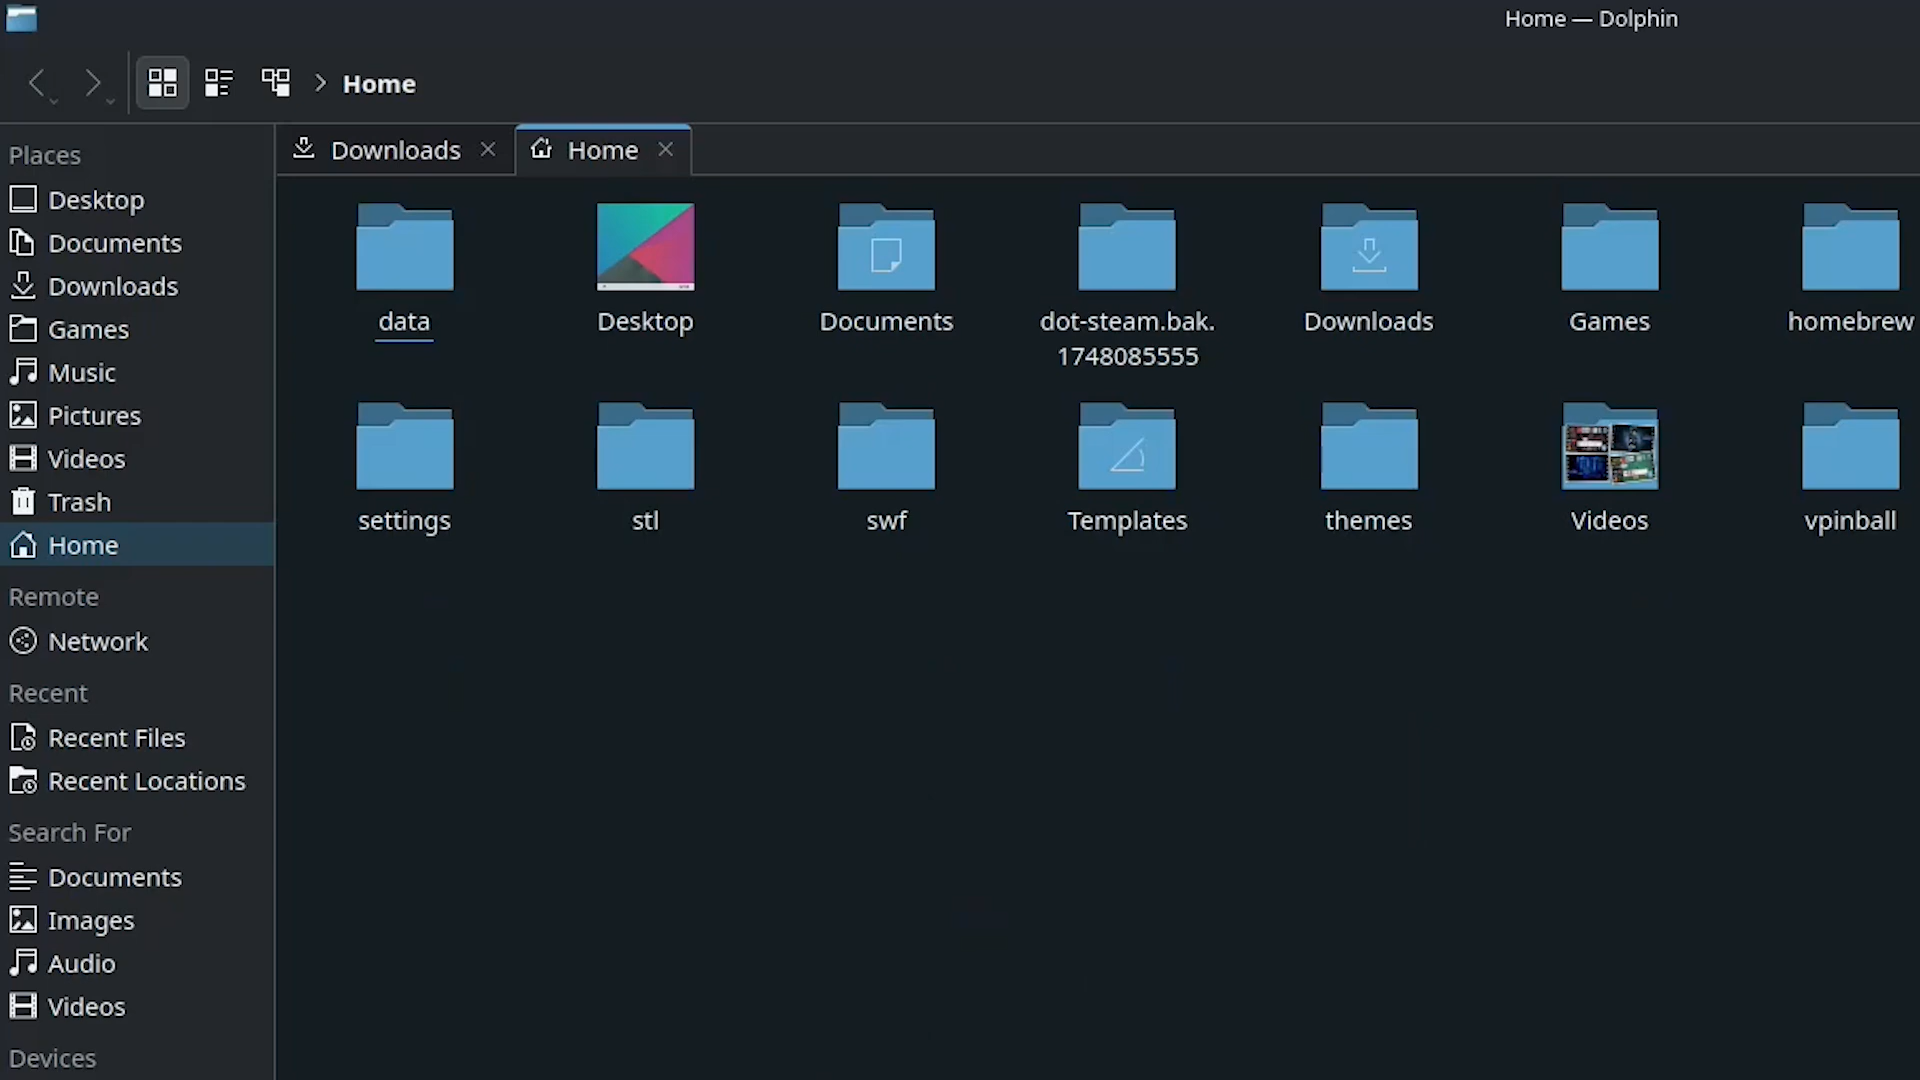 Home — Dolphin
Home
Places
Desktop
Documents
Downloads
Games
Music
Pictures
Videos
Trash
Home
Remote
Network
Recent
Recent Files
Recent Locations
Search For
Documents
Images
Audio
Videos
Devices
Downloads
Home
data
Desktop
Documents
dot-steam.bak.
1748085555
Downloads
Games
homebrew
settings
stl
swf
Templates
themes
Videos
vpinball